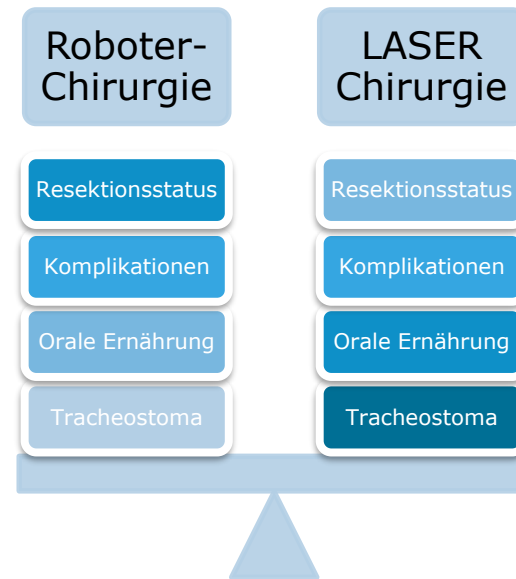 Roboter-
Chirurgie
LASER
Chirurgie
Resektionsstatus
Komplikationen
Orale Ernährung
Tracheostoma
Resektionsstatus
Komplikationen
Orale Ernährung
Tracheostoma